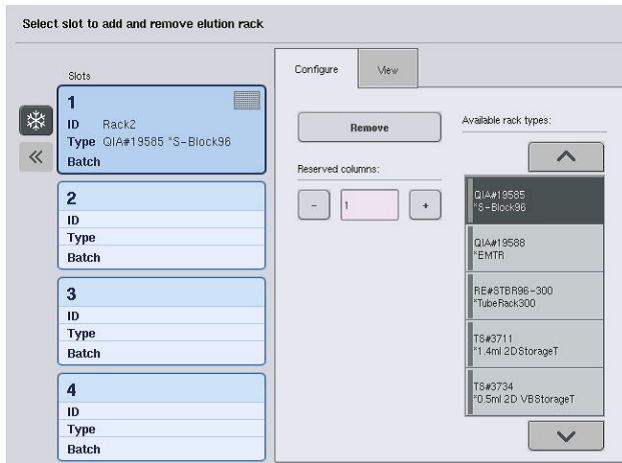 Select slot to add and remove elution rack
Slots
1
ID Rack2
Type QIA#19585 *S-Block96
Batch
2
ID
Type
Batch
3
ID
Type
Batch
4
ID
Type
Batch
Configure
View
Remove
Reserved columns:
- 1 +
Available rack types:
QIA#19585
*S-Block96
QIA#19588
*EMTR
RE#STBR96-300
*TubeRack300
TS#3711
*1.4ml 2DStorageT
TS#3734
*0.5ml 2D VBStorageT